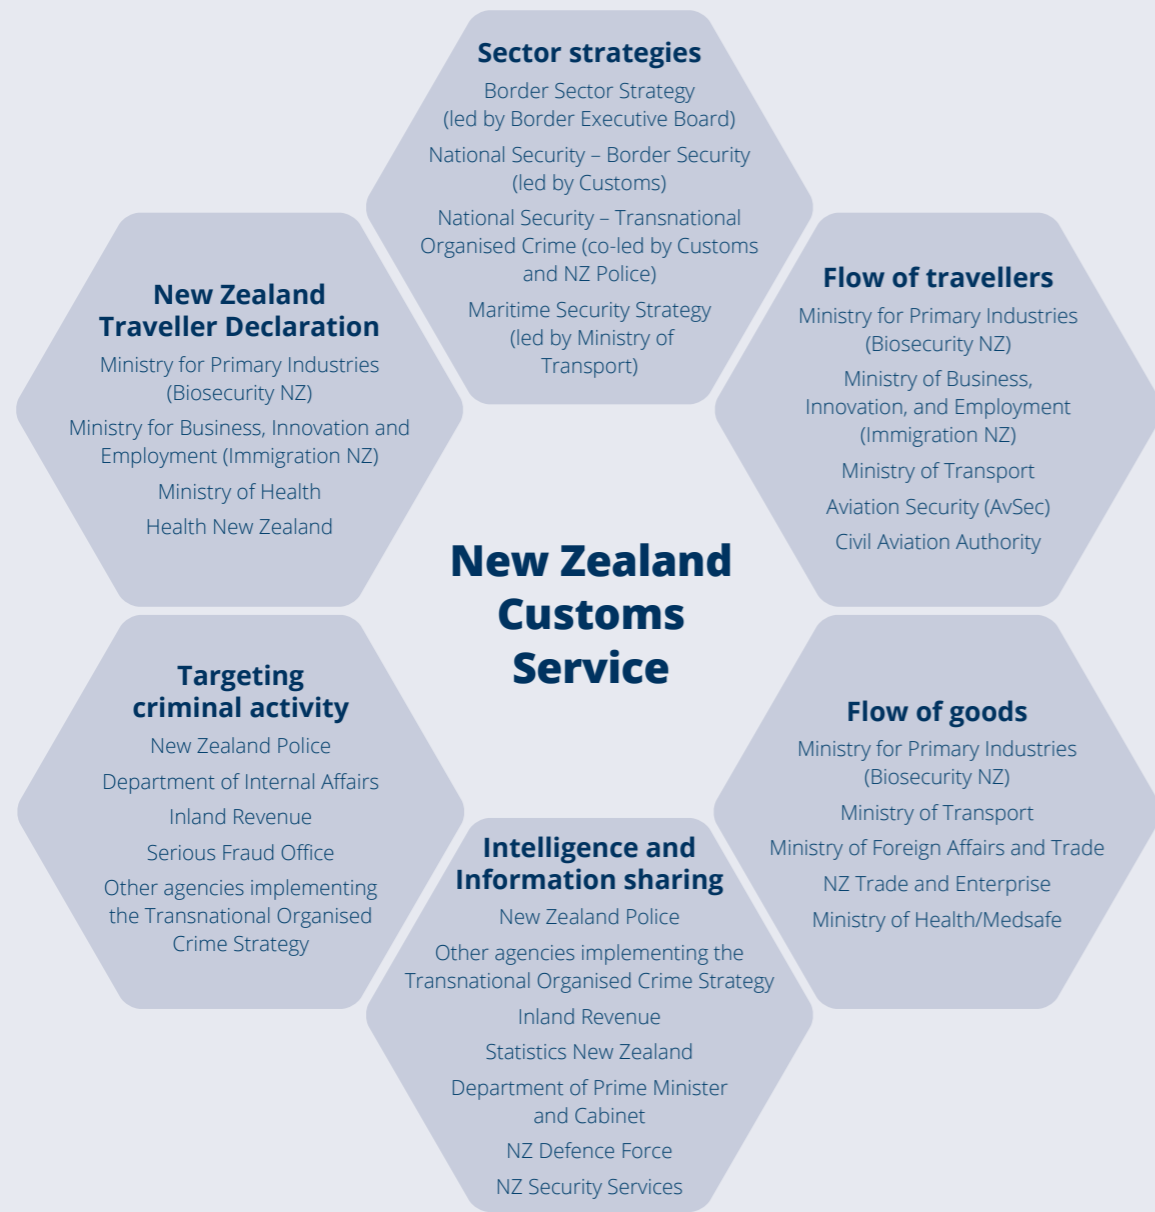 Sector strategies
Border Sector Strategy
(led by Border Executive Board)
National Security – Border Security
(led by Customs)
National Security – Transnational
Organised Crime (co-led by Customs
and NZ Police)
Maritime Security Strategy
(led by Ministry of
Transport)
New Zealand
Traveller Declaration
Ministry for Primary Industries
(Biosecurity NZ)
Ministry for Business, Innovation and
Employment (Immigration NZ)
Ministry of Health
Health New Zealand
Flow of travellers
Ministry for Primary Industries
(Biosecurity NZ)
Ministry of Business,
Innovation, and Employment
(Immigration NZ)
Ministry of Transport
Aviation Security (AvSec)
Civil Aviation Authority
New Zealand
Customs
Service
Targeting
criminal activity
New Zealand Police
Department of Internal Affairs
Inland Revenue
Serious Fraud Office
Other agencies implementing
the Transnational Organised
Crime Strategy
Flow of goods
Ministry for Primary Industries
(Biosecurity NZ)
Ministry of Transport
Ministry of Foreign Affairs and Trade
NZ Trade and Enterprise
Ministry of Health/Medsafe
Intelligence and
Information sharing
New Zealand Police
Other agencies implementing the
Transnational Organised Crime Strategy
Inland Revenue
Statistics New Zealand
Department of Prime Minister
and Cabinet
NZ Defence Force
NZ Security Services